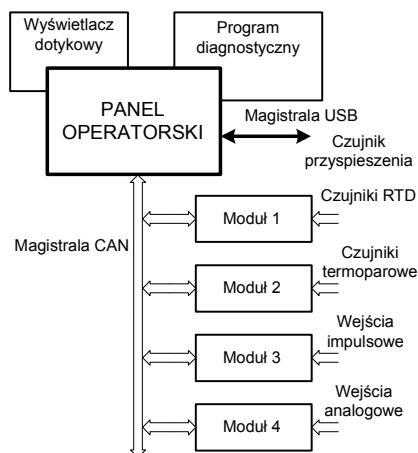 Wyświetlacz
dotykowy
Program
diagnostyczny
PANEL
OPERATORSKI
Magistrala USB
Czujnik
przyspieszenia
Czujniki RTD
Moduł 1
Magistrala CAN
Czujniki
termoparowe
Moduł 2
Wejścia
impulsowe
Moduł 3
Wejścia
analogowe
Moduł 4